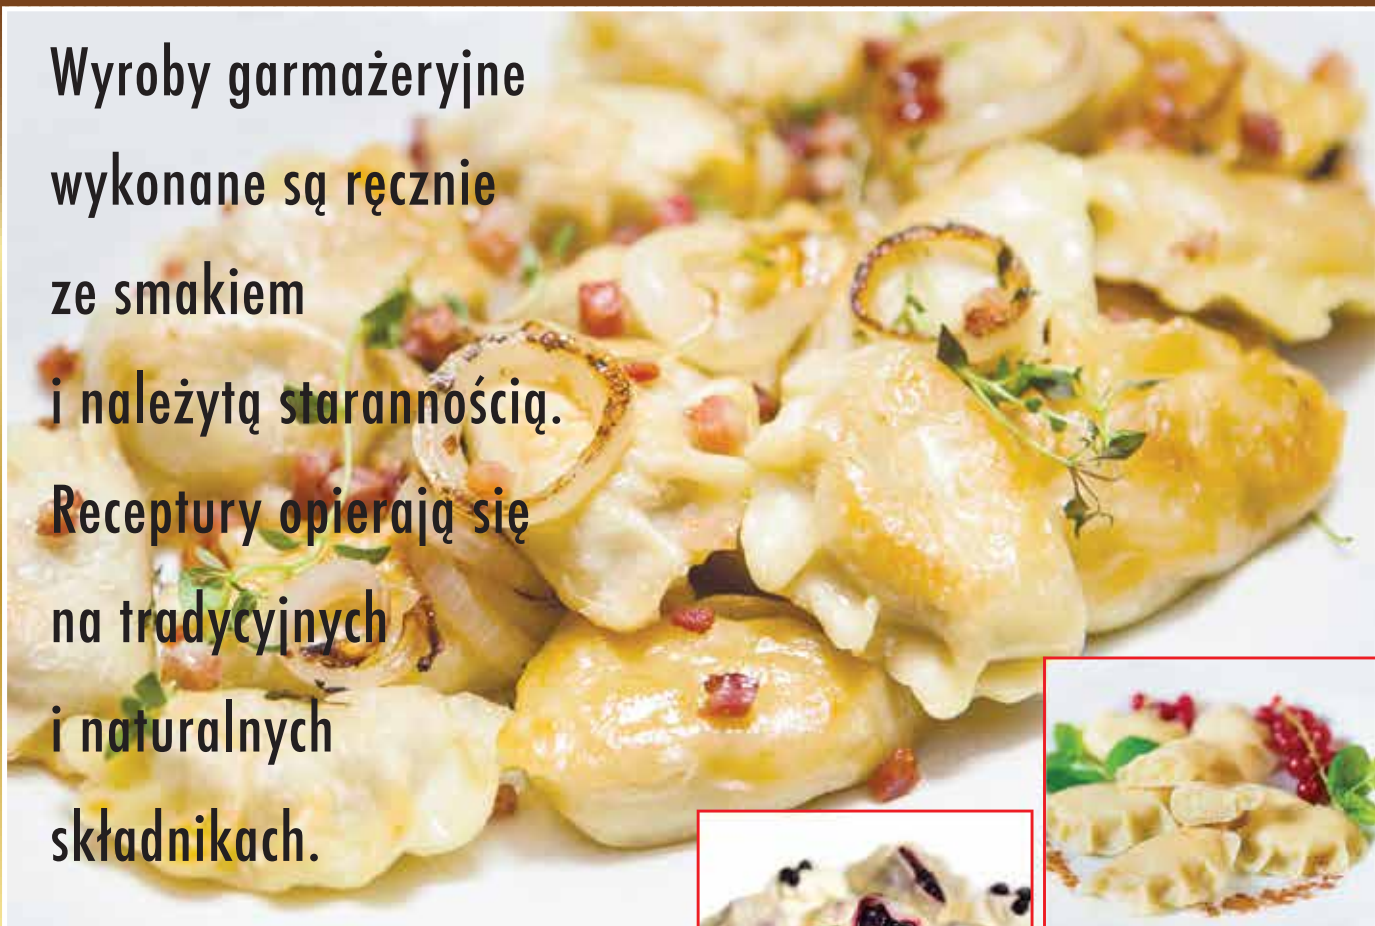 Wyroby garmażeryjne
wykonane są ręcznie
ze smakiem
i należytą starannością.
Receptury opierają się
na tradycyjnych
i naturalnych
składnikach.